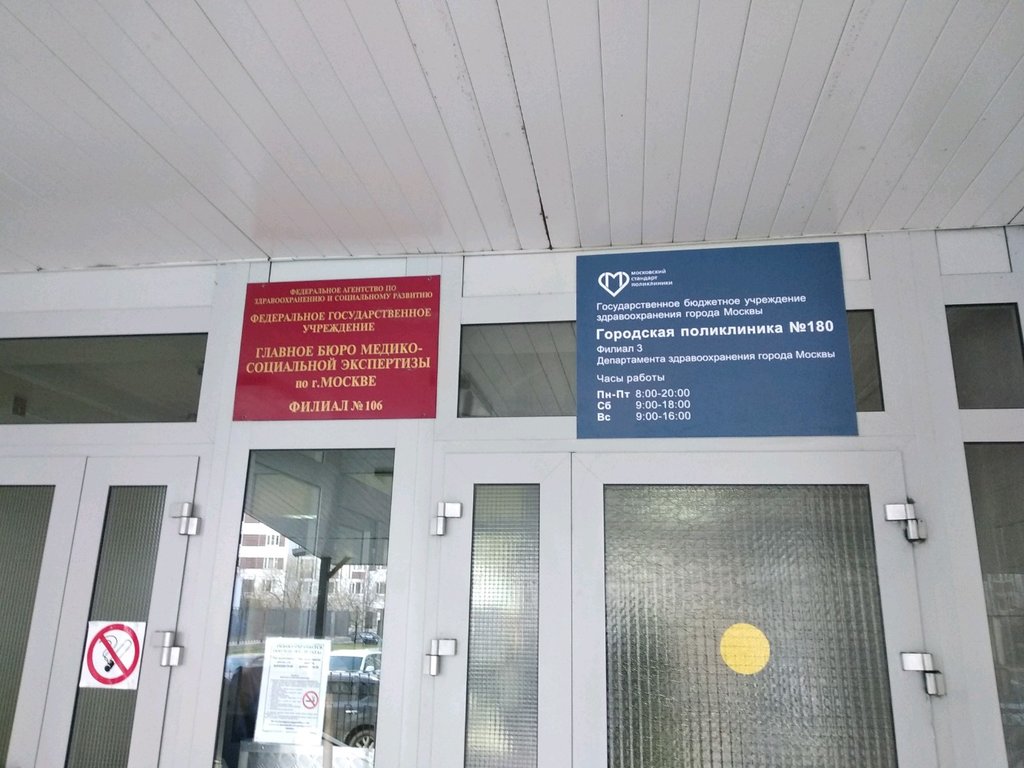 ФЕДЕРАЛЬНОЕ АГЕНТСТВО ПО
ЗДРАВООХРАНЕНИЮ И СОЦИАЛЬНОМУ РАЗВИТИЮ
ФЕДЕРАЛЬНОЕ ГОСУДАРСТВЕННОЕ
УЧРЕЖДЕНИЕ
ГЛАВНОЕ БЮРО МЕДИКО-
СОЦИАЛЬНОЙ ЭКСПЕРТИЗЫ
по г.МОСКВЕ
ФИЛИАЛ № 106
московский
стандарт
поликлиники
Государственное бюджетное учреждение
здравоохранения города Москвы
Городская поликлиника №180
Филиал 3
Департамента здравоохранения города Москвы
Часы работы
Пн-Пт 8:00-20:00
Сб 9:00-18:00
Вс 9:00-16:00